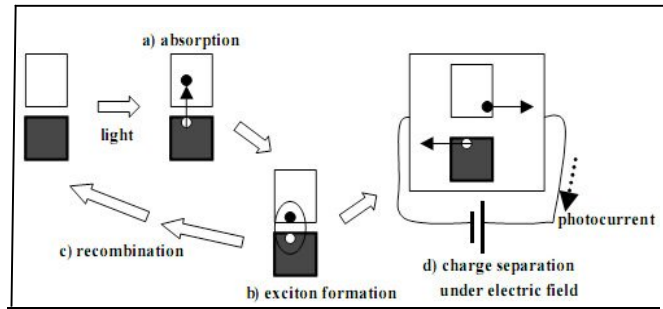 a) absorption
light
c) recombination
b) exciton formation
photocurrent
d) charge separation
under electric field